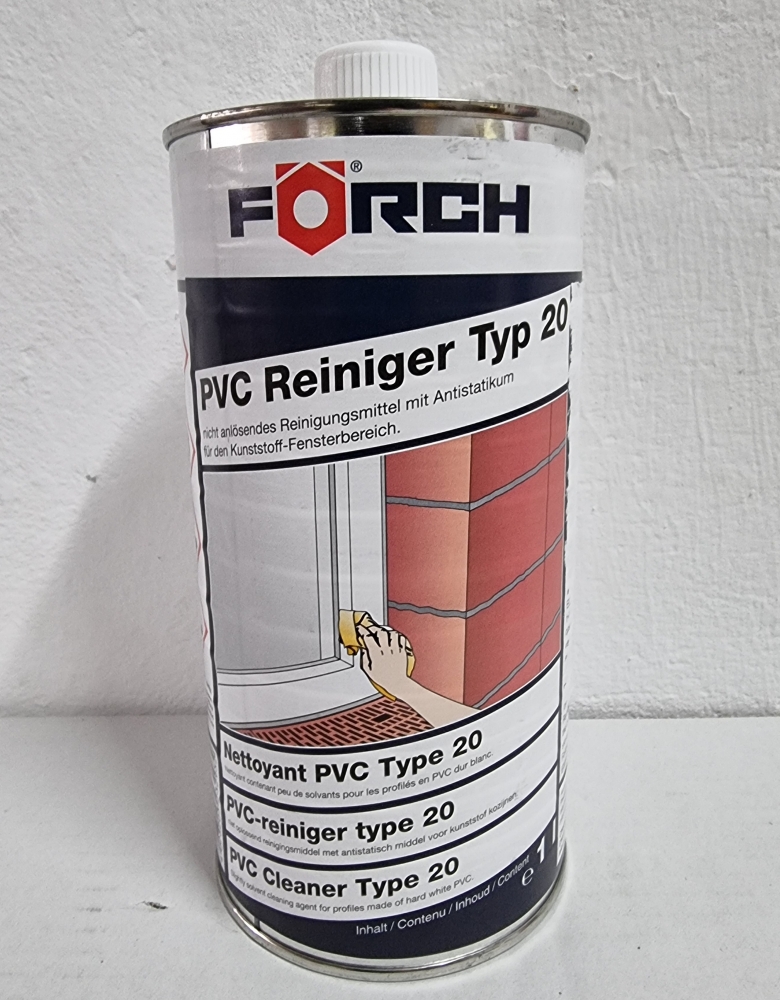 FÖRCH®
PVC Reiniger Typ 20
nicht anlösendes Reinigungsmittel mit Antistatikum
für den Kunststoff-Fensterbereich.
Nettoyant PVC Type 20
Nettoyant contenant peu de solvants pour les profilés en PVC dur blanc.
PVC-reiniger type 20
niet oplossend reinigingsmiddel met antistatisch middel voor kunststof kozijnen
PVC Cleaner Type 20
Slightly solvent cleaning agent for profiles made of hard white PVC.
Inhalt / Contenu / Inhoud / Content
e 1 l